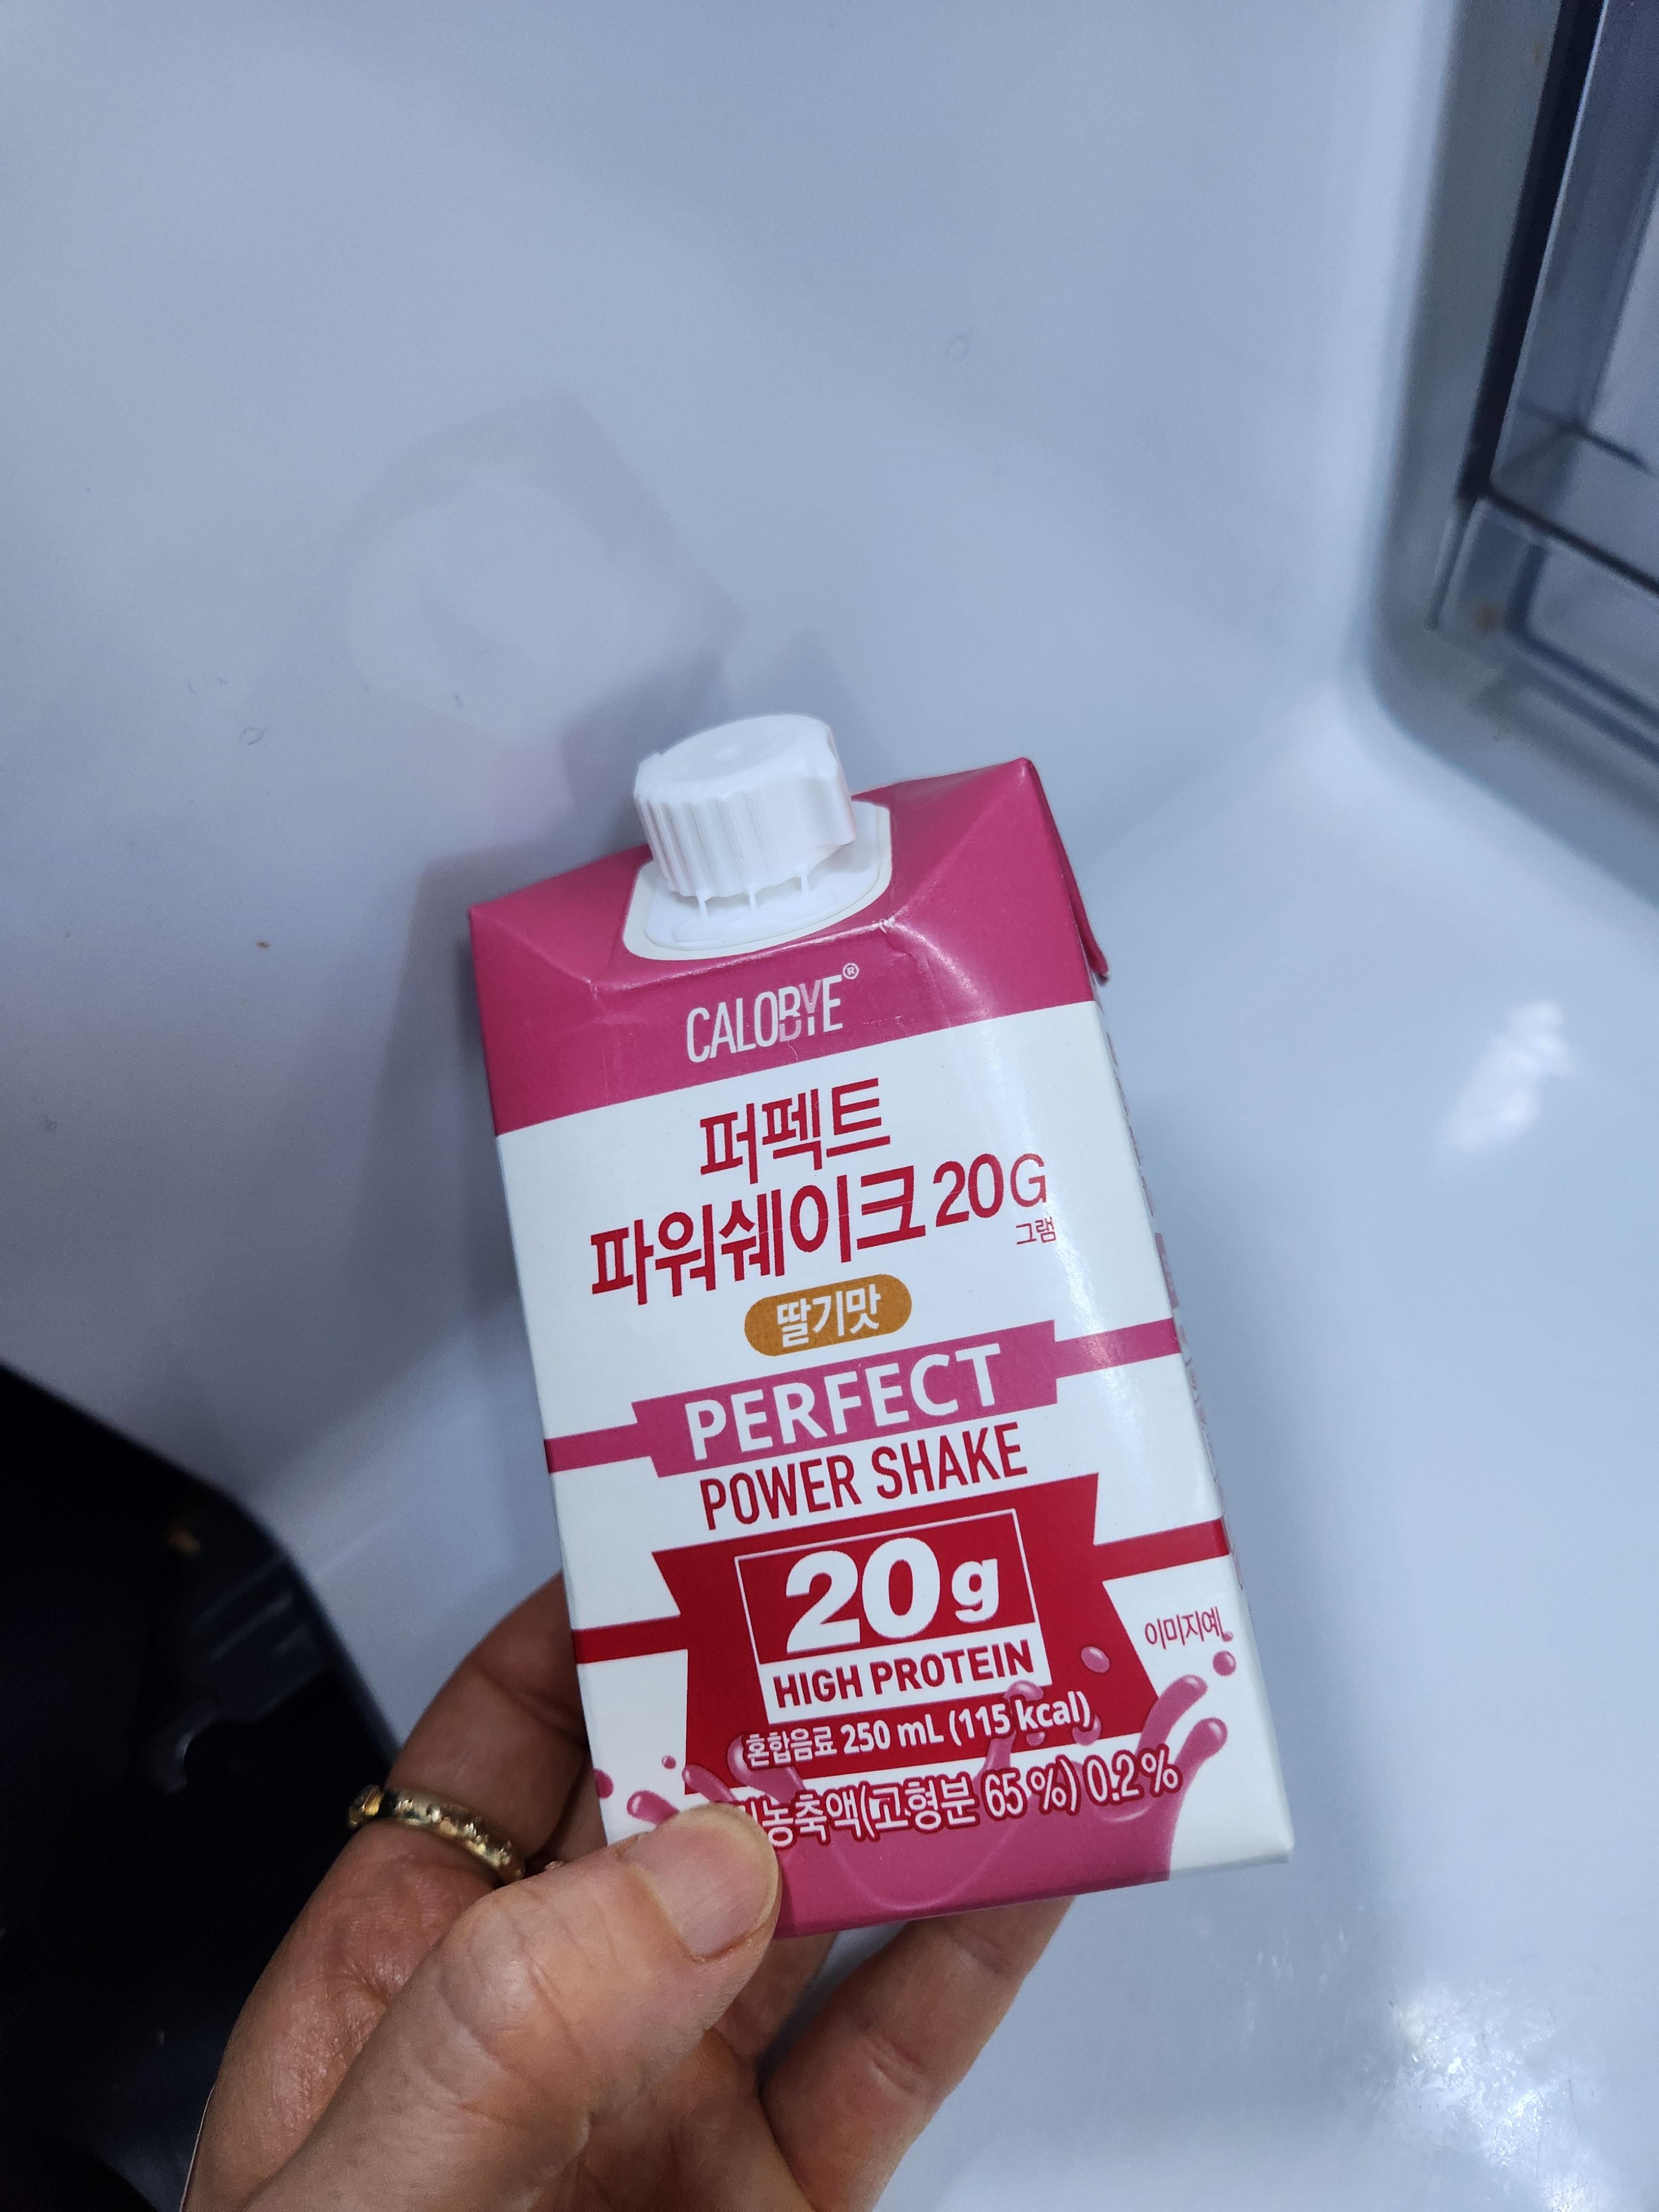 CALOBYE®
퍼펙트
파워쉐이크 20G
그램
딸기맛
PERFECT
POWER SHAKE
20g
HIGH PROTEIN
이미지예
혼합음료 250 mL (115 kcal)
농축액(고형분 65 %) 0.2 %